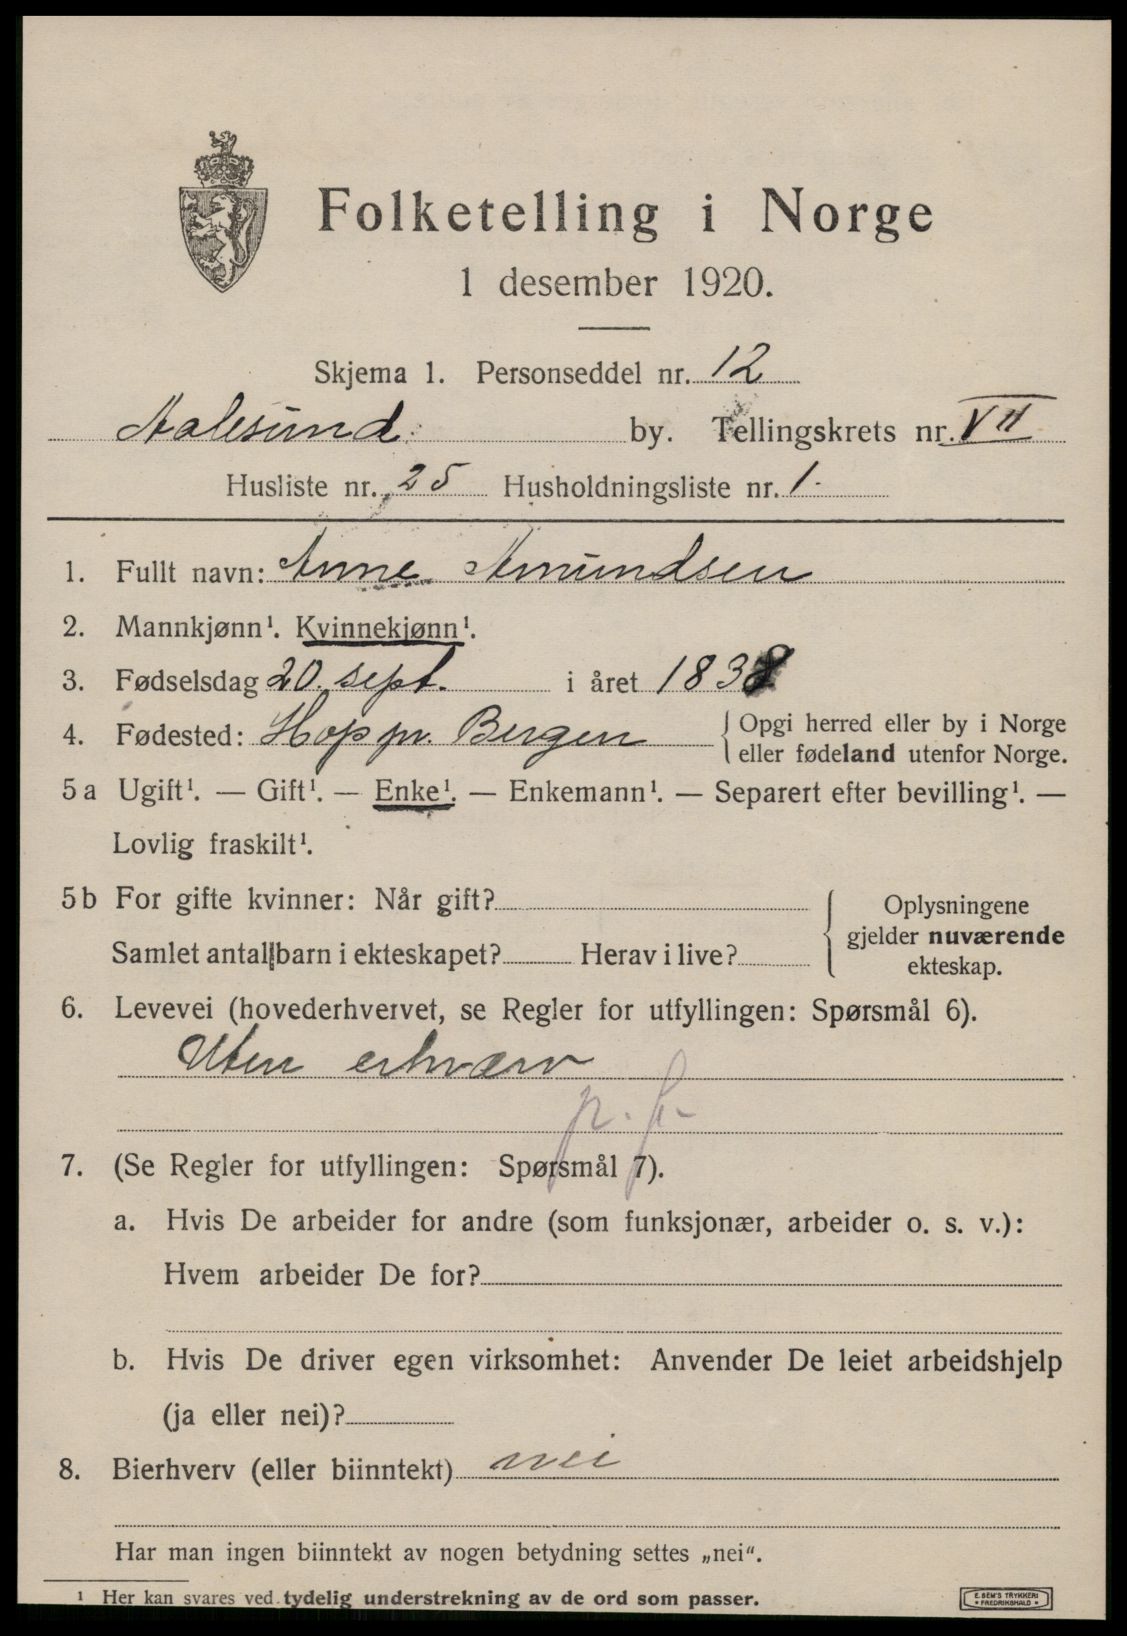 Folketelling i Norge
1 desember 1920.
Skjema 1. Personseddel nr. 12
Aalesund by. Tellingskrets nr. VII
Husliste nr. 25 Husholdningsliste nr. 1.
1. Fullt navn: Anne Amundsen
2. Mannkjønn¹. Kvinnekjønn¹.
3. Fødselsdag 20. sept. i året 1838
4. Fødested: Hop pr. Bergen { Opgi herred eller by i Norge
eller fødeland utenfor Norge.
5 a Ugift¹. — Gift¹. — Enke¹. — Enkemann¹. — Separert efter bevilling¹. —
Lovlig fraskilt¹.
5 b For gifte kvinner: Når gift? { Oplysningene
gjelder nuværende
Samlet antal barn i ekteskapet? Herav i live?
ekteskap.
6. Levevei (hovederhvervet, se Regler for utfyllingen: Spørsmål 6).
Uten erhværv
7. (Se Regler for utfyllingen: Spørsmål 7).
a. Hvis De arbeider for andre (som funksjonær, arbeider o. s. v.):
Hvem arbeider De for?
b. Hvis De driver egen virksomhet: Anvender De leiet arbeidshjelp
(ja eller nei)?
8. Bierhverv (eller biinntekt) nei
Har man ingen biinntekt av nogen betydning settes „nei“.
¹ Her kan svares ved tydelig understrekning av de ord som passer.
E. SEM'S TRYKKERI
* FREDRIKSHALD *